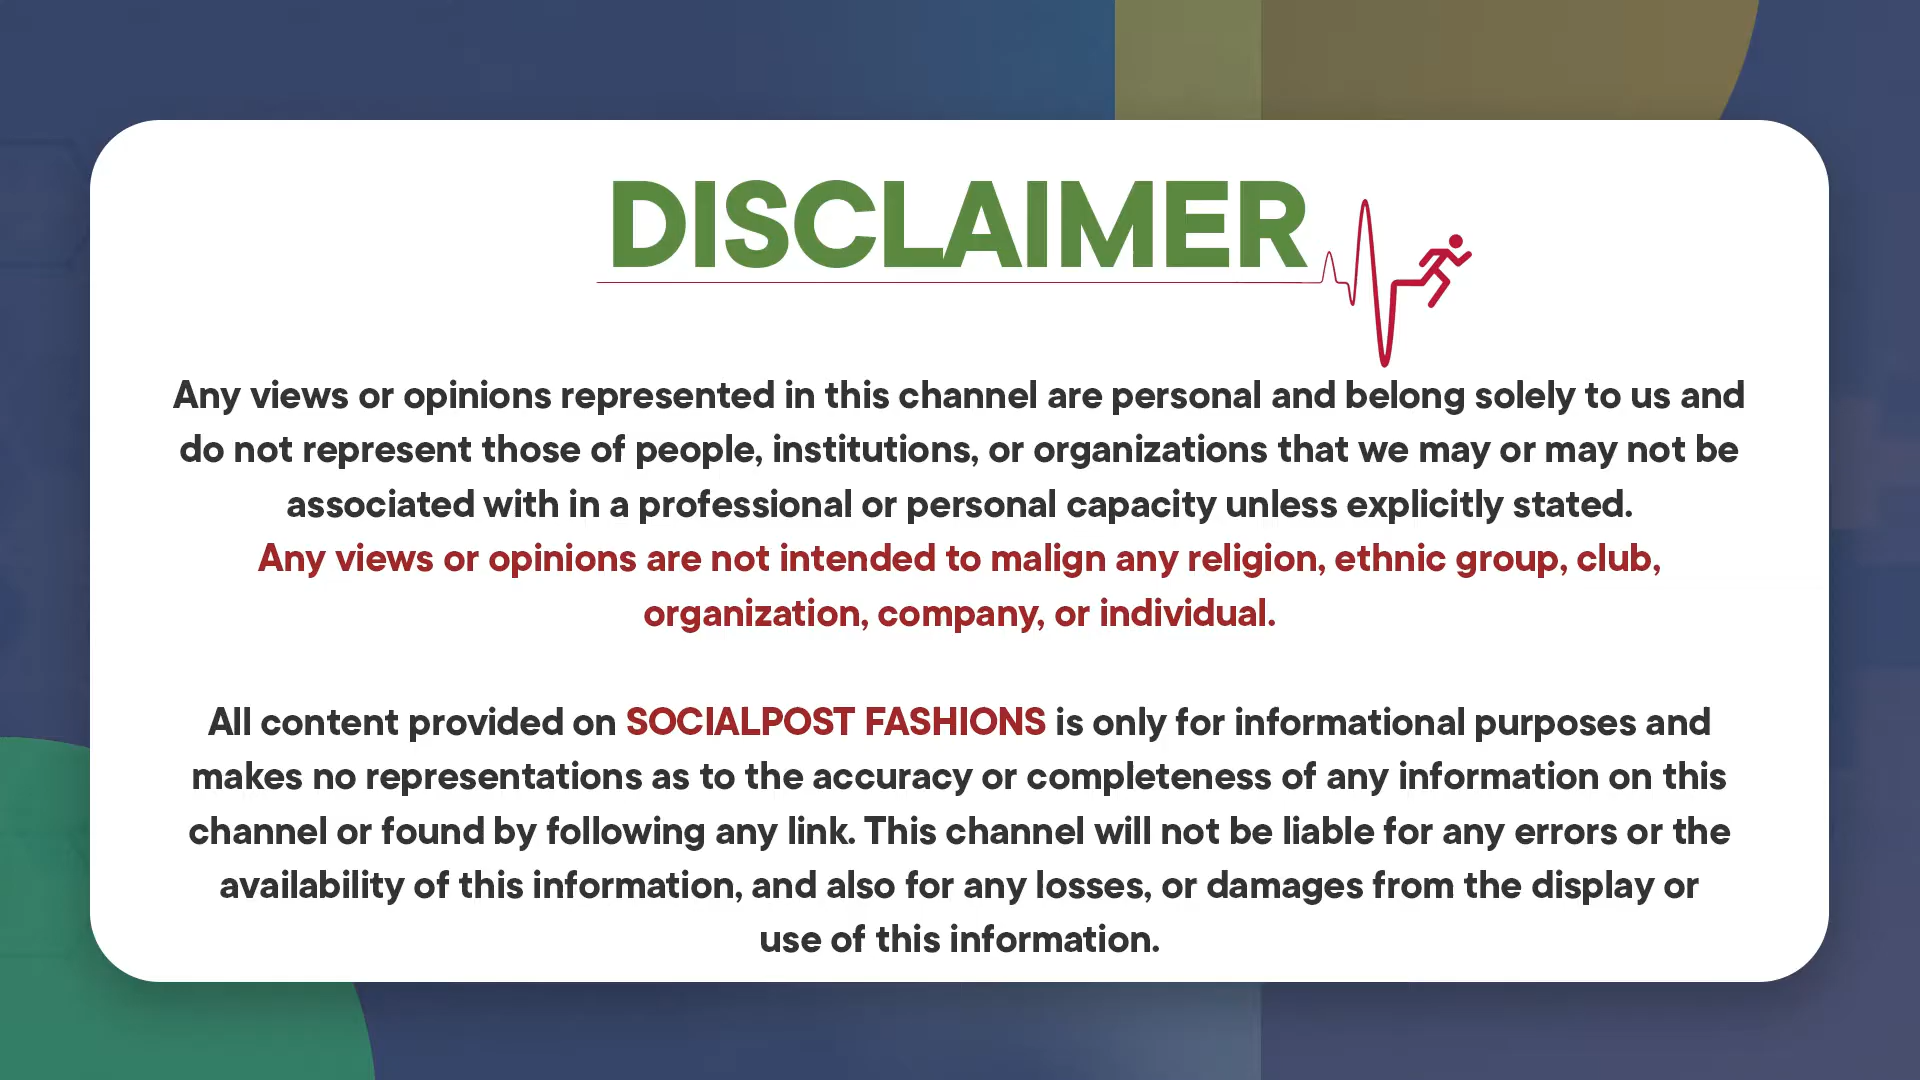 DISCLAIMER
Any views or opinions represented in this channel are personal and belong solely to us and
do not represent those of people, institutions, or organizations that we may or may not be
associated with in a professional or personal capacity unless explicitly stated.
Any views or opinions are not intended to malign any religion, ethnic group, club,
organization, company, or individual.
All content provided on SOCIALPOST FASHIONS is only for informational purposes and
makes no representations as to the accuracy or completeness of any information on this
channel or found by following any link. This channel will not be liable for any errors or the
availability of this information, and also for any losses, or damages from the display or
use of this information.